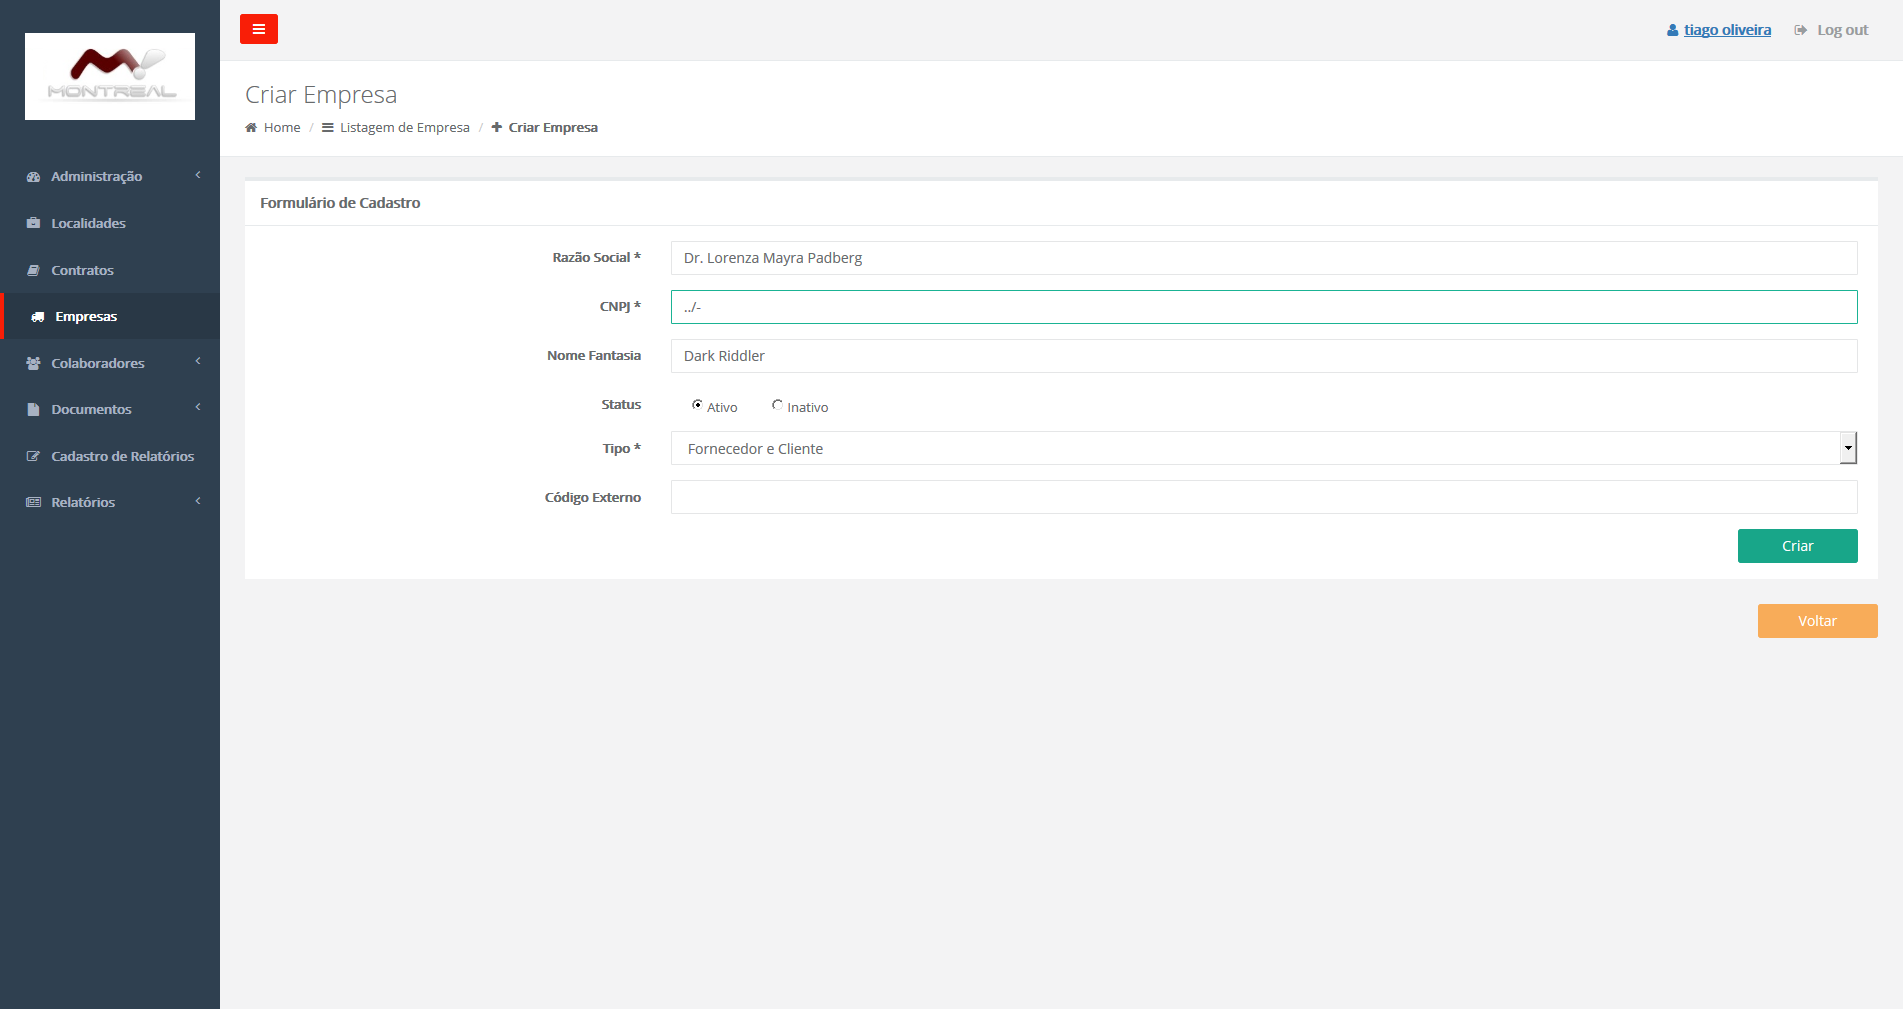 MONTREAL
tiago oliveira Log out
Criar Empresa
Home / Listagem de Empresa / Criar Empresa
Administração
Localidades
Contratos
Empresas
Colaboradores
Documentos
Cadastro de Relatórios
Relatórios
Formulário de Cadastro
Razão Social * Dr. Lorenza Mayra Padberg
CNPJ * ../-
Nome Fantasia Dark Riddler
Status Ativo Inativo
Tipo * Fornecedor e Cliente
Código Externo
Criar
Voltar